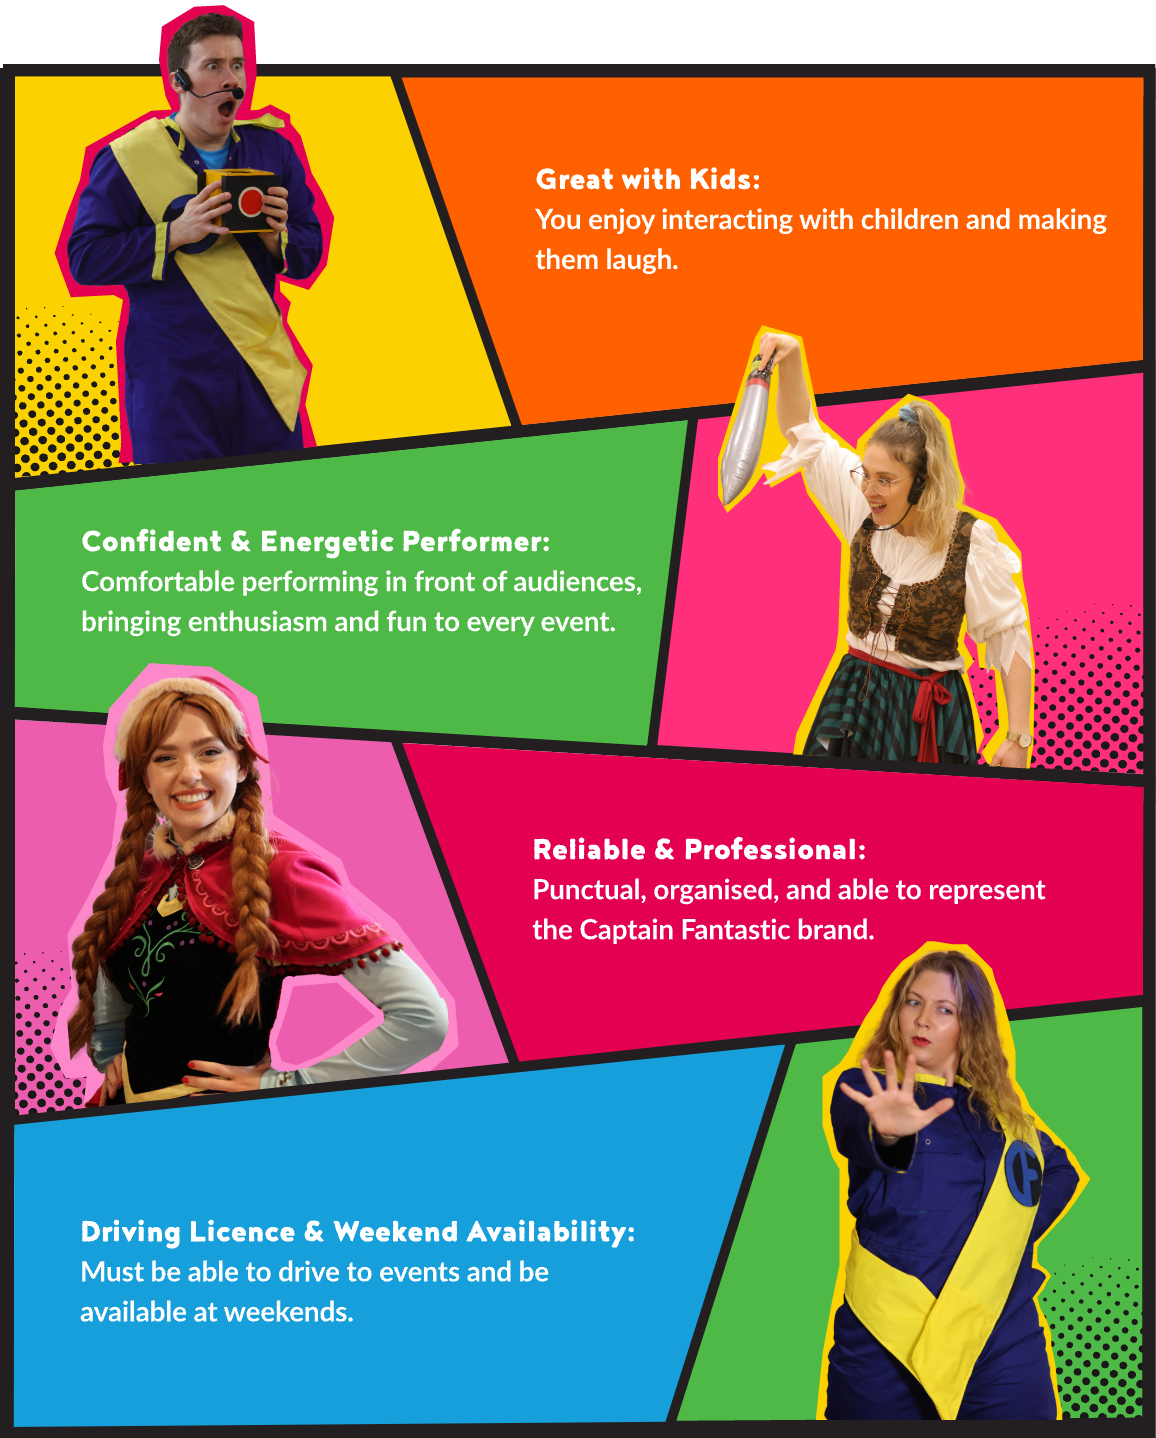 Great with Kids:
You enjoy interacting with children and making
them laugh.
Confident & Energetic Performer:
Comfortable performing in front of audiences,
bringing enthusiasm and fun to every event.
Reliable & Professional:
Punctual, organised, and able to represent
the Captain Fantastic brand.
Driving Licence & Weekend Availability:
Must be able to drive to events and be
available at weekends.